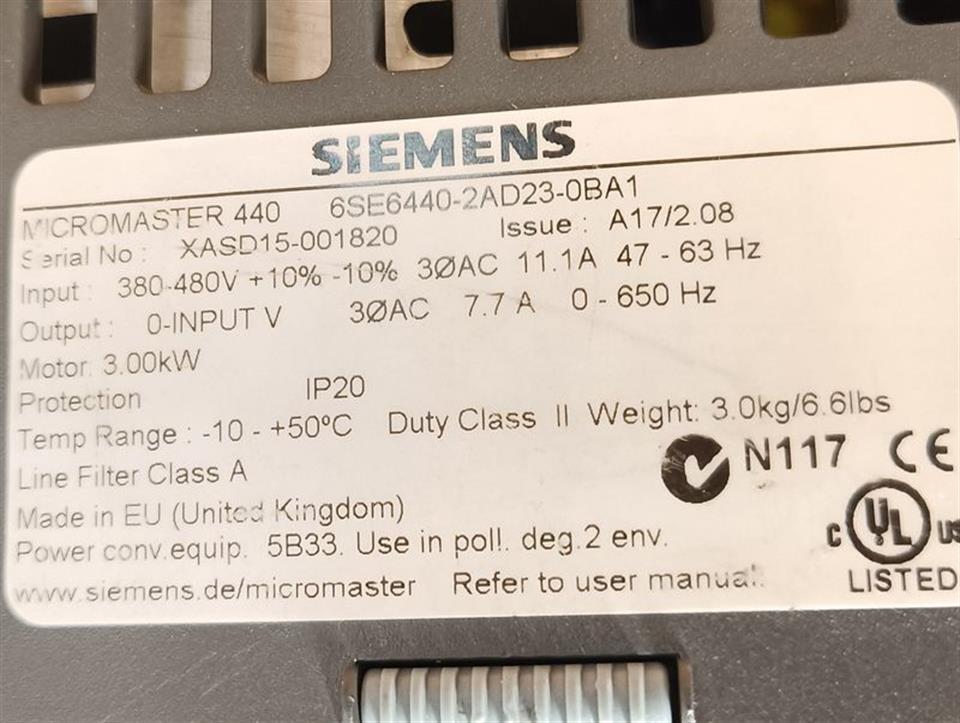 SIEMENS
MICROMASTER 440 6SE6440-2AD23-0BA1
Serial No : XASD15-001820 Issue : A17/2.08
Input : 380-480V +10% -10% 3ØAC 11.1A 47 - 63 Hz
Output : 0-INPUT V 3ØAC 7.7 A 0 - 650 Hz
Motor: 3.00kW
Protection IP20
Temp Range : -10 - +50ºC Duty Class II Weight: 3.0kg/6.6lbs
Line Filter Class A N117 CE
Made in EU (United Kingdom)
Power conv.equip. 5B33. Use in poll. deg.2 env. C UL US
www.siemens.de/micromaster Refer to user manual. LISTED